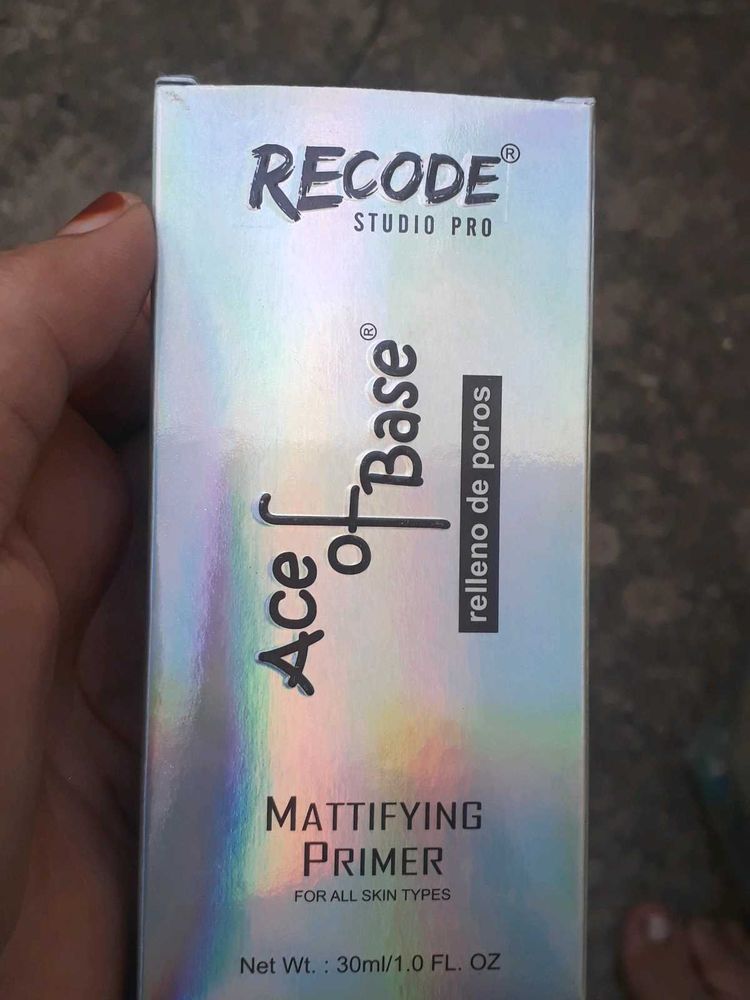 RECODE®
STUDIO PRO
Ace
of
Base®
relleno de poros
MATTIFYING
PRIMER
FOR ALL SKIN TYPES
Net Wt. : 30ml/1.0 FL. OZ